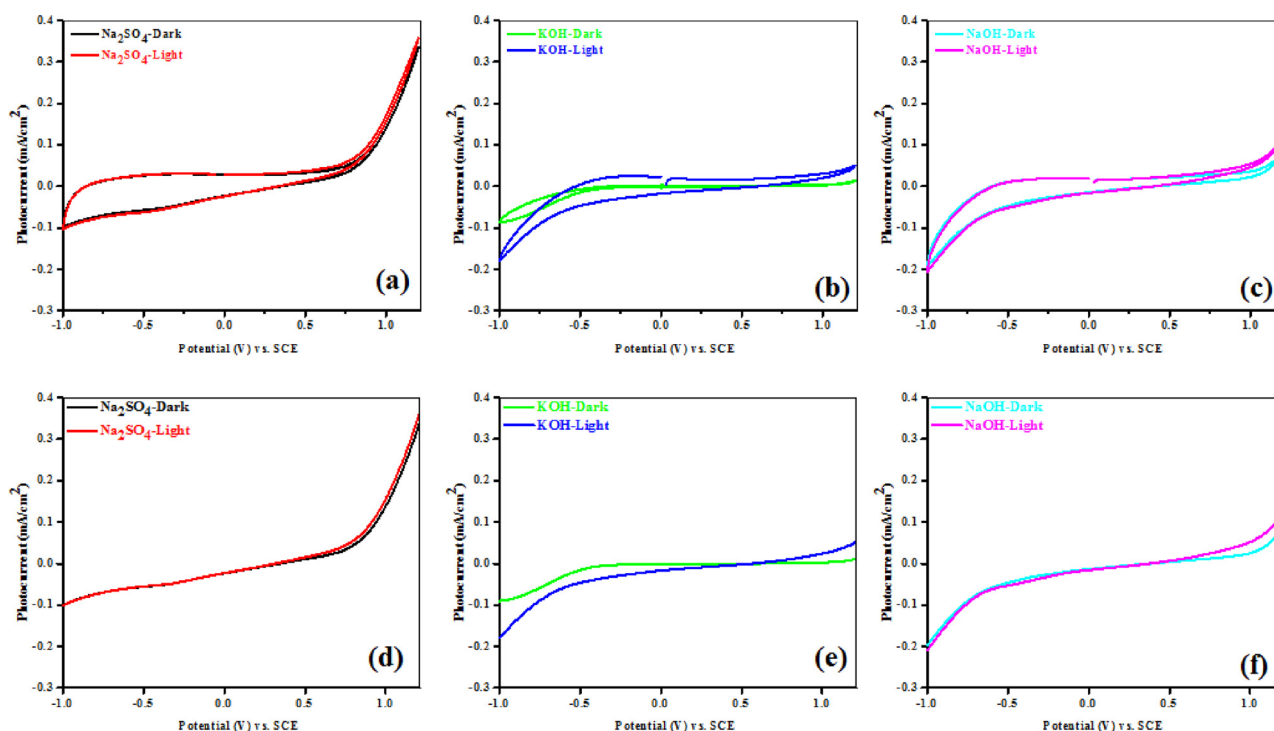 0.4
0.3
0.2
0.1
0.0
-0.1
-0.2
-0.3
Photocurrent (mA/cm2)
Na2SO4-Dark
Na2SO4-Light
(a)
-1.0 -0.5 0.0 0.5 1.0
Potential (V) vs. SCE
0.4
0.3
0.2
0.1
0.0
-0.1
-0.2
-0.3
Photocurrent (mA/cm2)
KOH-Dark
KOH-Light
(b)
-1.0 -0.5 0.0 0.5 1.0
Potential (V) vs. SCE
0.4
0.3
0.2
0.1
0.0
-0.1
-0.2
-0.3
Photocurrent (mA/cm2)
NaOH-Dark
NaOH-Light
(c)
-1.0 -0.5 0.0 0.5 1.0
Potential (V) vs. SCE
0.4
0.3
0.2
0.1
0.0
-0.1
-0.2
-0.3
Photocurrent (mA/cm2)
Na2SO4-Dark
Na2SO4-Light
(d)
-1.0 -0.5 0.0 0.5 1.0
Potential (V) vs. SCE
0.4
0.3
0.2
0.1
0.0
-0.1
-0.2
-0.3
Photocurrent (mA/cm2)
KOH-Dark
KOH-Light
(e)
-1.0 -0.5 0.0 0.5 1.0
Potential (V) vs. SCE
0.4
0.3
0.2
0.1
0.0
-0.1
-0.2
-0.3
Photocurrent (mA/cm2)
NaOH-Dark
NaOH-Light
(f)
-1.0 -0.5 0.0 0.5 1.0
Potential (V) vs. SCE